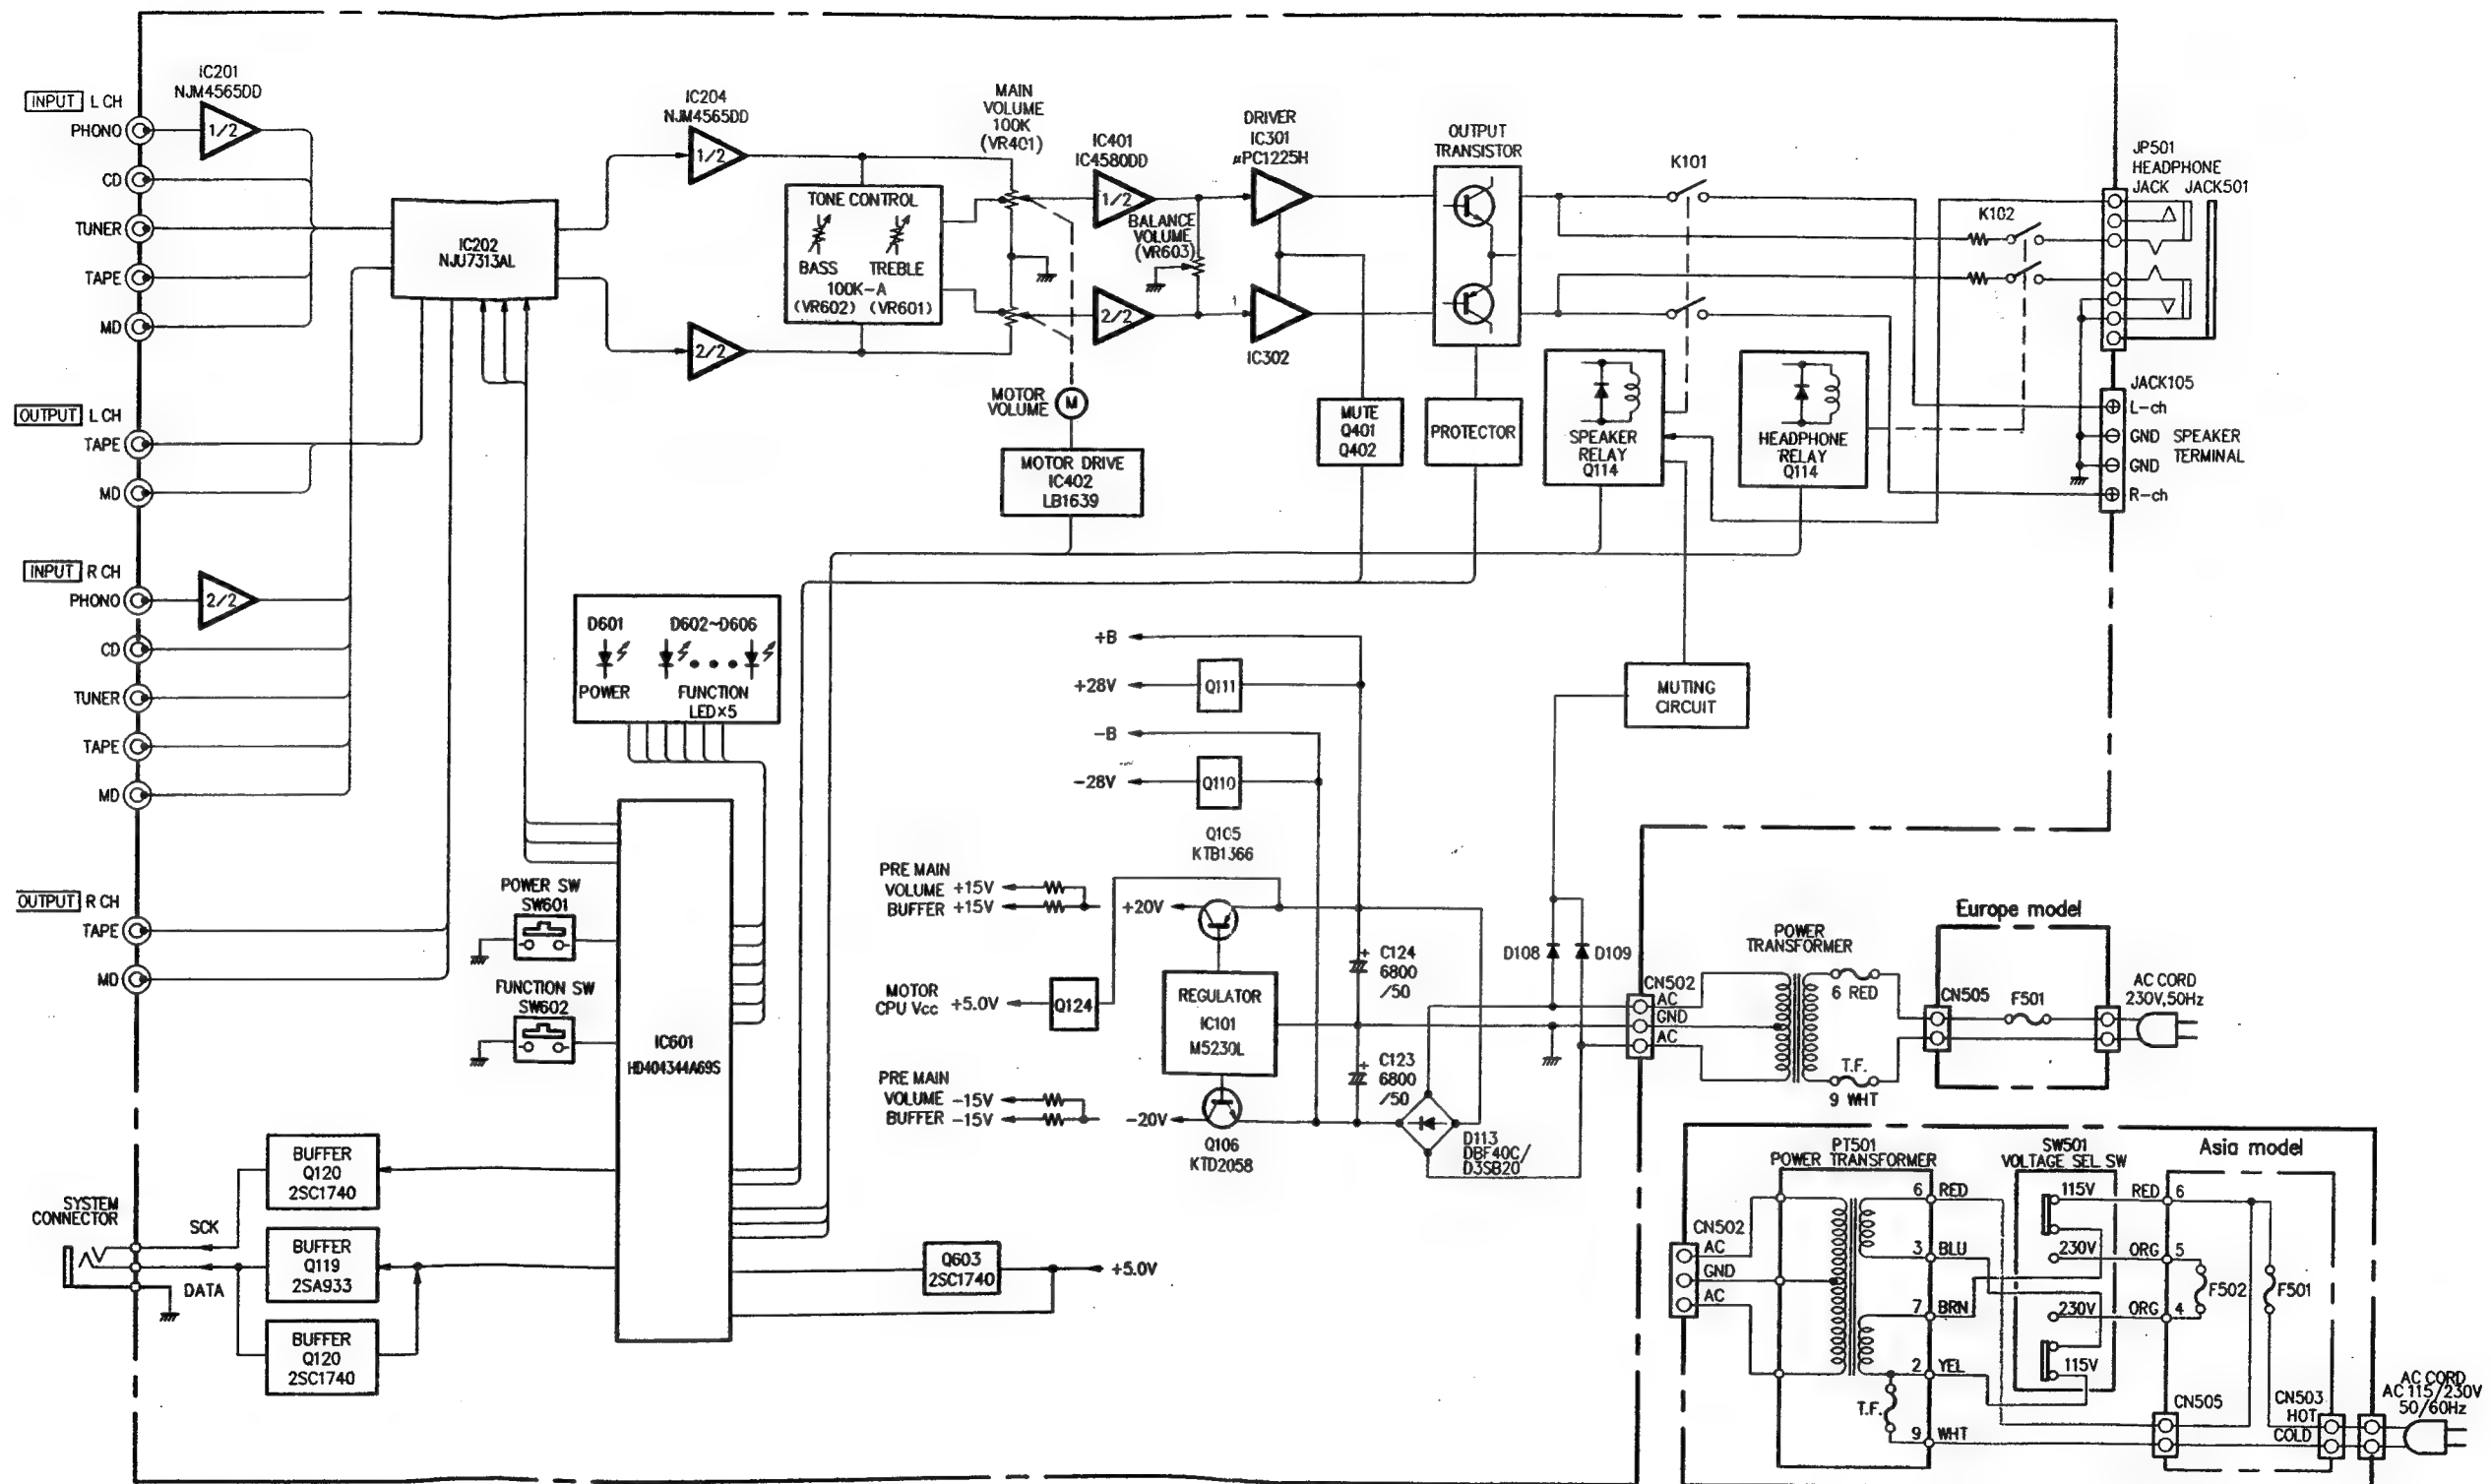 INPUT L CH
PHONO
CD
TUNER
TAPE
MD
IC201
NJM4565DD
1/2
OUTPUT L CH
TAPE
MD
INPUT R CH
PHONO
2/2
CD
TUNER
TAPE
MD
OUTPUT R CH
TAPE
MD
IC202
NJU7313AL
IC204
NJM4565DD
1/2
2/2
TONE CONTROL
BASS TREBLE
100K-A
(VR602) (VR601)
MAIN
VOLUME
100K
(VR401)
MOTOR
VOLUME
M
MOTOR DRIVE
IC402
LB1639
IC401
IC4580DD
1/2
2/2
BALANCE
VOLUME
(VR603)
DRIVER
IC301
μPC1225H
1
IC302
OUTPUT
TRANSISTOR
MUTE
Q401
Q402
PROTECTOR
K101
SPEAKER
RELAY
Q114
HEADPHONE
RELAY
Q114
K102
JP501
HEADPHONE
JACK JACK501
JACK105
L-ch
GND
GND
R-ch
SPEAKER
TERMINAL
D601
D602~D606
POWER
FUNCTION
LED×5
+B
+28V
Q111
-B
-28V
Q110
MUTING
CIRCUIT
Q105
KTB1366
PRE MAIN
VOLUME +15V
BUFFER +15V
+20V
MOTOR
CPU Vcc +5.0V
Q124
REGULATOR
IC101
M5230L
C124
6800
/50
C123
6800
/50
PRE MAIN
VOLUME -15V
BUFFER -15V
-20V
Q106
KTD2058
D113
DBF40C/
D3SB20
D108
D109
POWER SW
SW601
FUNCTION SW
SW602
IC601
HD404344A69S
SYSTEM
CONNECTOR
SCK
DATA
BUFFER
Q120
2SC1740
BUFFER
Q119
2SA933
BUFFER
Q120
2SC1740
Q603
2SC1740
+5.0V
CN502
AC
GND
AC
POWER
TRANSFORMER
6 RED
T.F.
9 WHT
Europe model
CN505
F501
AC CORD
230V,50Hz
PT501
POWER TRANSFORMER
CN502
AC
GND
AC
6 RED
3 BLU
7 BRN
2 YEL
T.F.
9 WHT
SW501
VOLTAGE SEL SW
115V
230V
230V
115V
RED 6
ORG 5
ORG 4
Asia model
F502
F501
CN505
CN503
HOT
COLD
AC CORD
AC 115/230V
50/60Hz